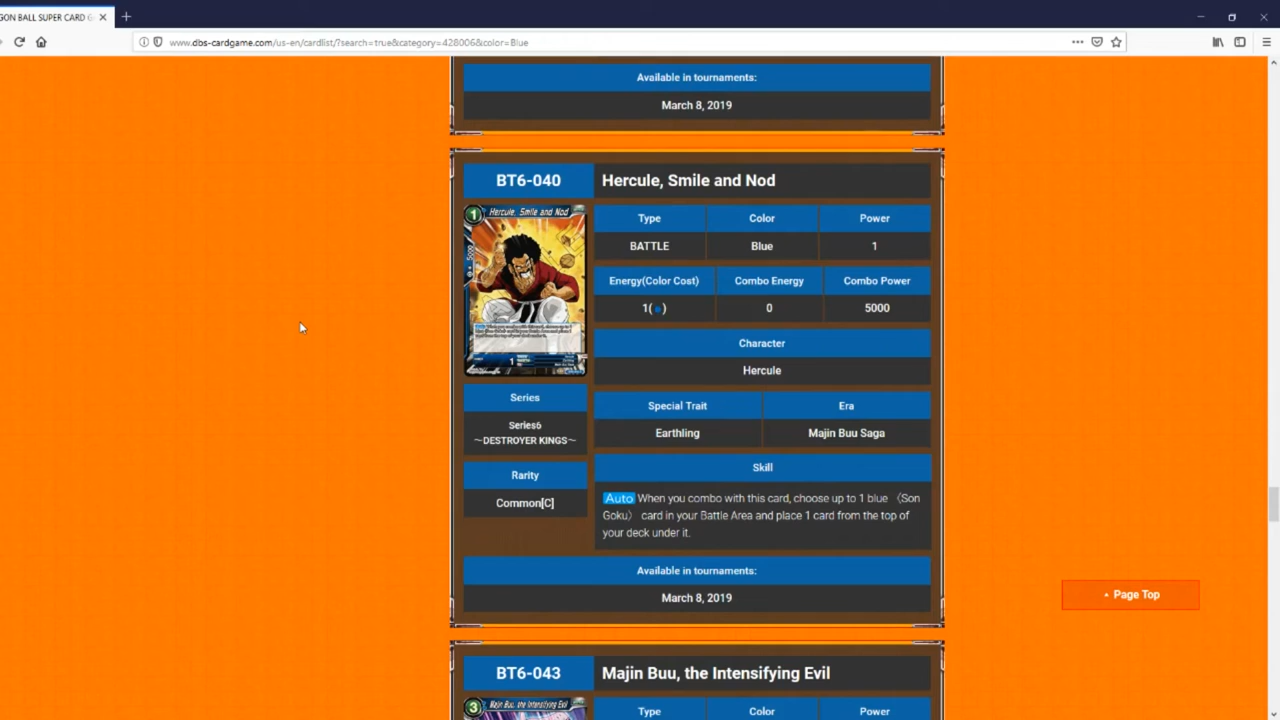 GON BALL SUPER CARD G
www.dbs-cardgame.com/us-en/cardlist/?search=true&category=428006&color=Blue
Available in tournaments:
March 8, 2019
BT6-040
Hercule, Smile and Nod
1 Hercule, Smile and Nod
5000
1
Type
Color
Power
BATTLE
Blue
1
Energy(Color Cost)
Combo Energy
Combo Power
1( )
0
5000
Character
Hercule
Series
Series6
～DESTROYER KINGS～
Special Trait
Era
Earthling
Majin Buu Saga
Rarity
Common[C]
Skill
Auto When you combo with this card, choose up to 1 blue 〈Son
Goku〉 card in your Battle Area and place 1 card from the top of
your deck under it.
Available in tournaments:
March 8, 2019
Page Top
BT6-043
Majin Buu, the Intensifying Evil
3 Majin Buu, the Intensifying Evil
Type
Color
Power